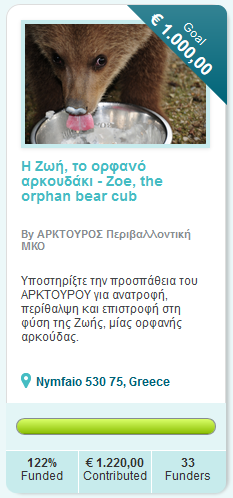 Goal
€ 1.000,00
Η Ζωή, το ορφανό
αρκουδάκι - Zoe, the
orphan bear cub
By ΑΡΚΤΟΥΡΟΣ Περιβαλλοντική
ΜΚΟ
Υποστηρίξτε την προσπάθεια του
ΑΡΚΤΟΥΡΟΥ για ανατροφή,
περίθαλψη και επιστροφή στη
φύση της Ζωής, μίας ορφανής
αρκούδας.
Nymfaio 530 75, Greece
122% € 1.220,00 33
Funded Contributed Funders